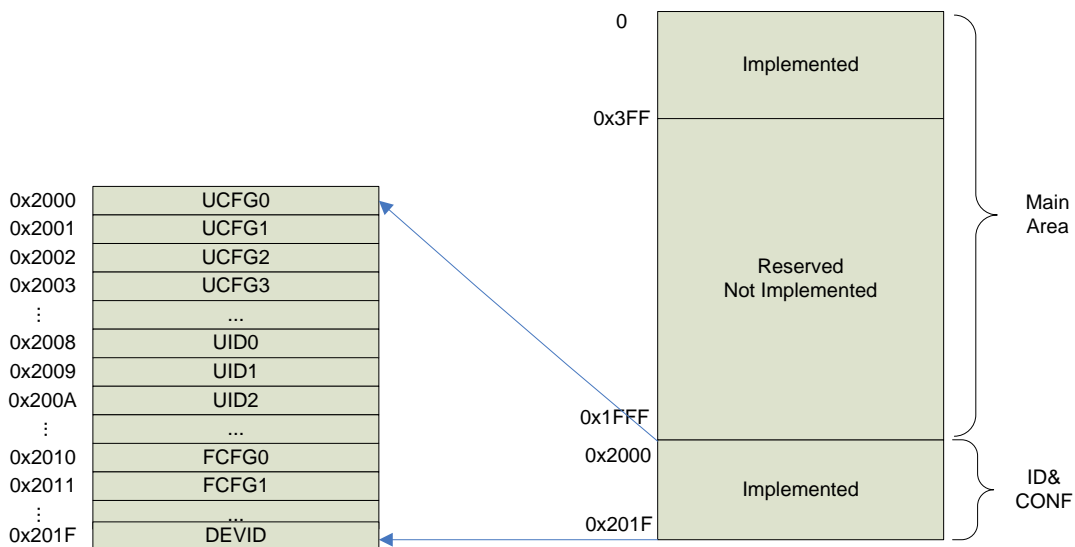 0
Implemented
0x3FF
Reserved
Not Implemented
Main
Area
0x1FFF
0x2000
Implemented
0x201F
ID&
CONF
0x2000 UCFG0
0x2001 UCFG1
0x2002 UCFG2
0x2003 UCFG3
⋮ ...
0x2008 UID0
0x2009 UID1
0x200A UID2
⋮ ...
0x2010 FCFG0
0x2011 FCFG1
⋮ ...
0x201F DEVID